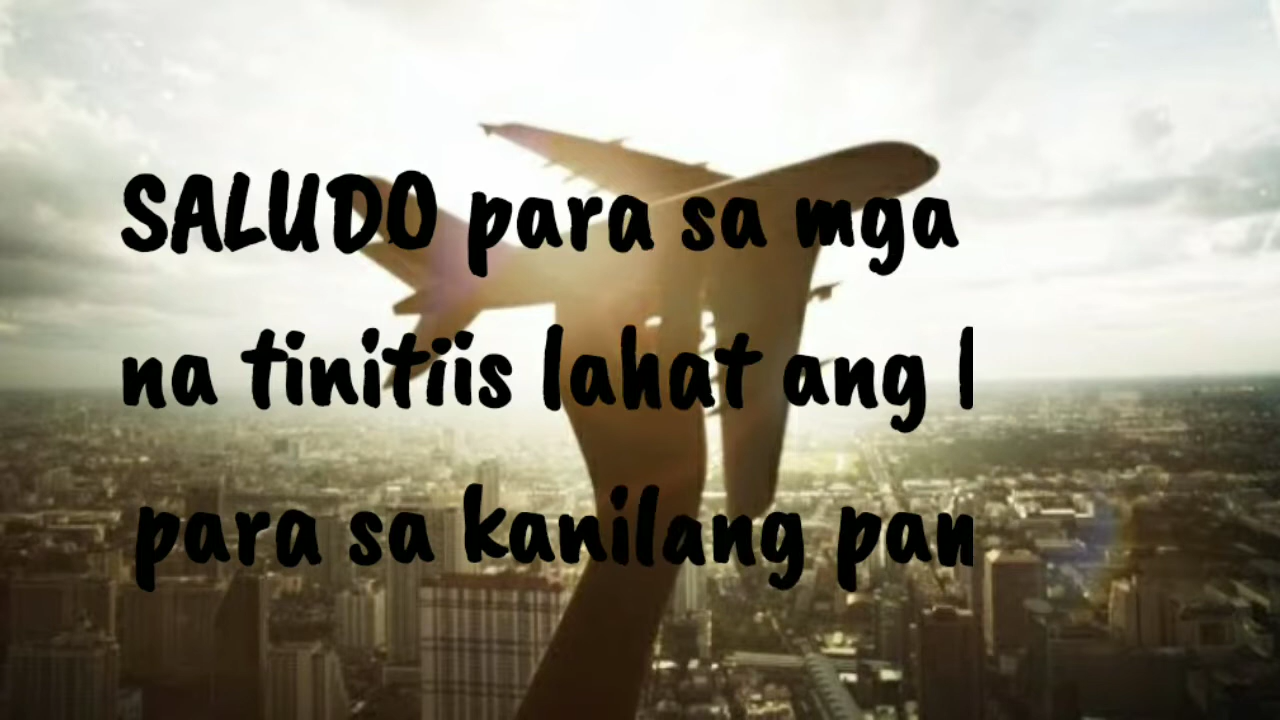 SALUDO para sa mga
na tinitiis lahat ang
para sa kanilang